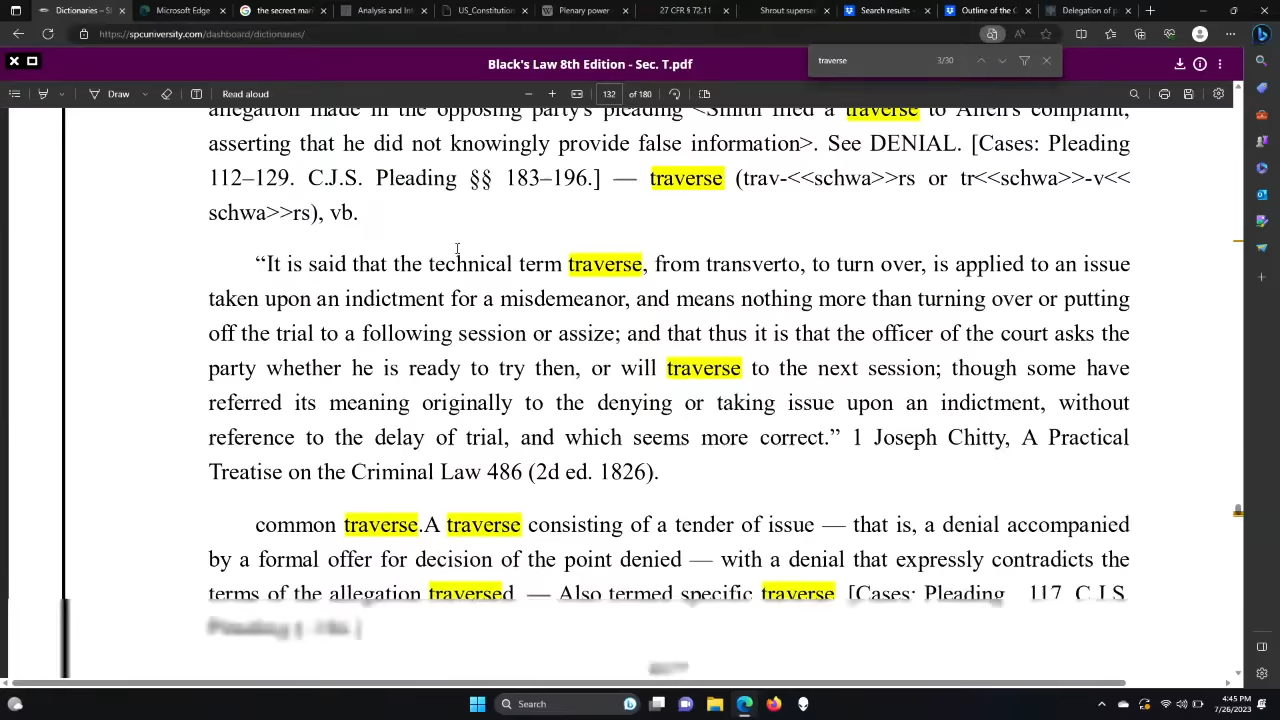 Dictionaries – S
Microsoft Edge
the secret mar
Analysis and Int
US_Constitution
Plenary power
27 CFR § 72.11
Shrout superse
Search results –
Outline of the C
Delegation of p
https://spcuniversity.com/dashboard/dictionaries/
Black's Law 8th Edition - Sec. T.pdf
traverse 3/30
Draw Read aloud 132 of 180
allegation made in the opposing party's pleading <Smith filed a traverse to Allen's complaint,
asserting that he did not knowingly provide false information>. See DENIAL. [Cases: Pleading
112–129. C.J.S. Pleading §§ 183–196.] — traverse (trav-<<schwa>>rs or tr<<schwa>>-v<<
schwa>>rs), vb.
“It is said that the technical term traverse, from transverto, to turn over, is applied to an issue
taken upon an indictment for a misdemeanor, and means nothing more than turning over or putting
off the trial to a following session or assize; and that thus it is that the officer of the court asks the
party whether he is ready to try then, or will traverse to the next session; though some have
referred its meaning originally to the denying or taking issue upon an indictment, without
reference to the delay of trial, and which seems more correct.” 1 Joseph Chitty, A Practical
Treatise on the Criminal Law 486 (2d ed. 1826).
common traverse.A traverse consisting of a tender of issue — that is, a denial accompanied
by a formal offer for decision of the point denied — with a denial that expressly contradicts the
terms of the allegation traversed. — Also termed specific traverse. [Cases: Pleading 117. C.J.S.
Search
4:45 PM
7/26/2023